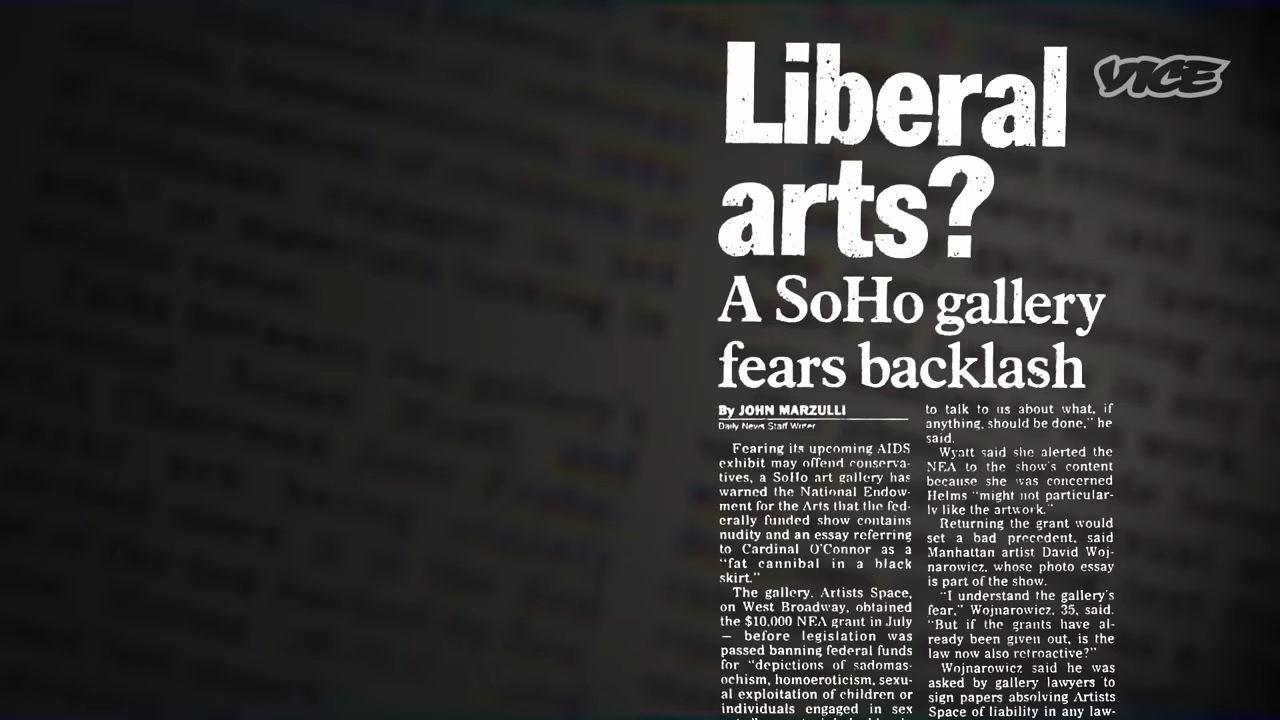 Liberal
arts?
VICE
A SoHo gallery
fears backlash
By JOHN MARZULLI
Daily News Staff Writer
Fearing its upcoming AIDS
exhibit may offend conserva-
tives, a SoHo art gallery has
warned the National Endow-
ment for the Arts that the fed-
erally funded show contains
nudity and an essay referring
to Cardinal O'Connor as a
"fat cannibal in a black
skirt."
The gallery, Artists Space,
on West Broadway, obtained
the $10,000 NEA grant in July
— before legislation was
passed banning federal funds
for "depictions of sadomas-
ochism, homoeroticism, sexu-
al exploitation of children or
individuals engaged in sex
to talk to us about what, if
anything, should be done," he
said.
Wyatt said she alerted the
NEA to the show's content
because she was concerned
Helms "might not particular-
ly like the artwork."
Returning the grant would
set a bad precedent, said
Manhattan artist David Woj-
narowicz, whose photo essay
is part of the show.
"I understand the gallery's
fear," Wojnarowicz, 35, said.
"But if the grants have al-
ready been given out, is the
law now also retroactive?"
Wojnarowicz said he was
asked by gallery lawyers to
sign papers absolving Artists
Space of liability in any law-